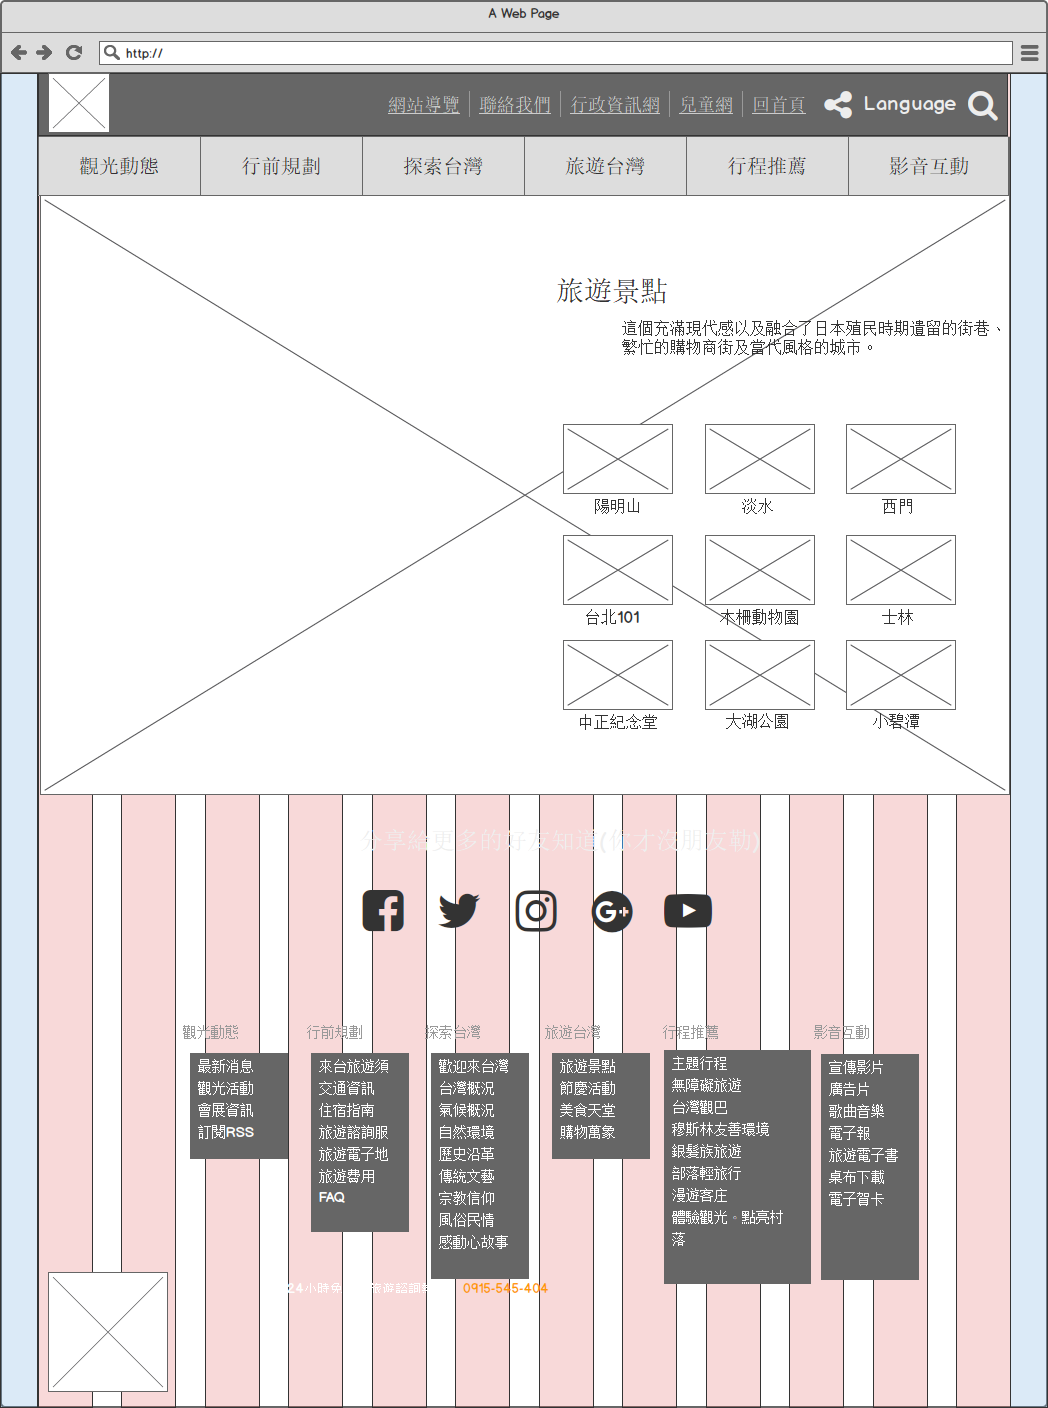 A Web Page
http://
網站導覽 聯絡我們 行政資訊網 兒童網 回首頁 Language
觀光動態 行前規劃 探索台灣 旅遊台灣 行程推薦 影音互動
旅遊景點
這個充滿現代感以及融合了日本殖民時期遺留的街巷、
繁忙的購物商街及當代風格的城市。
陽明山 淡水 西門
台北101 木柵動物園 士林
中正紀念堂 大湖公園 小碧潭
分享給更多的好友知道(你才沒朋友勒)
觀光動態
最新消息
觀光活動
會展資訊
訂閱RSS
行前規劃
來台旅遊須
交通資訊
住宿指南
旅遊諮詢服
旅遊電子地
旅遊費用
FAQ
探索台灣
歡迎來台灣
台灣概況
氣候概況
自然環境
歷史沿革
傳統文藝
宗教信仰
風俗民情
感動心故事
旅遊台灣
旅遊景點
節慶活動
美食天堂
購物萬象
行程推薦
主題行程
無障礙旅遊
台灣觀巴
穆斯林友善環境
銀髮族旅遊
部落輕旅行
漫遊客庄
體驗觀光。點亮村
落
影音互動
宣傳影片
廣告片
歌曲音樂
電子報
旅遊電子書
桌布下載
電子賀卡
24小時免 旅遊諮詢 0915-545-404